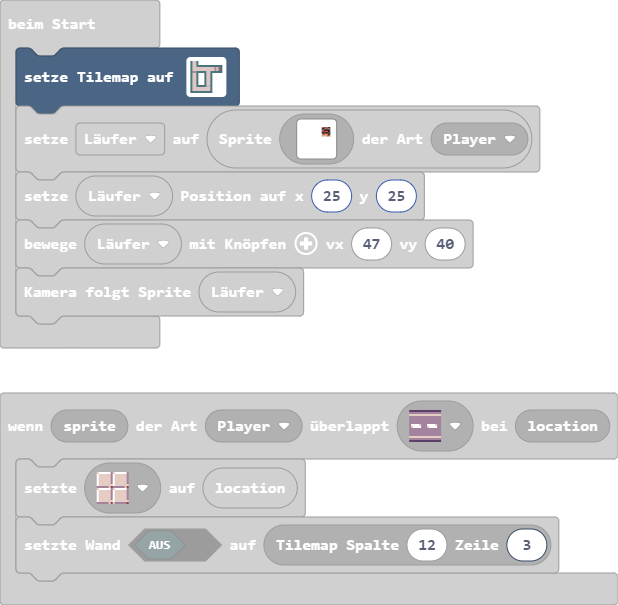 beim Start
setze Tilemap auf
setze Läufer auf Sprite der Art Player
setze Läufer Position auf x 25 y 25
bewege Läufer mit Knöpfen vx 47 vy 40
Kamera folgt Sprite Läufer
wenn sprite der Art Player überlappt bei location
setzte auf location
setzte Wand AUS auf Tilemap Spalte 12 Zeile 3